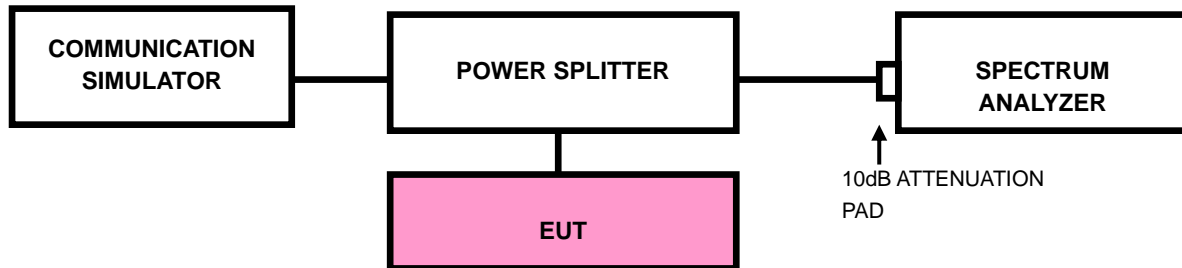 COMMUNICATION
SIMULATOR
POWER SPLITTER
SPECTRUM
ANALYZER
10dB ATTENUATION
PAD
EUT